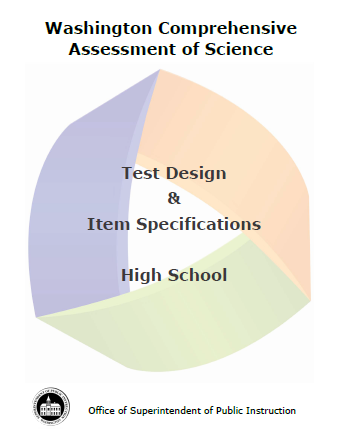 Washington Comprehensive
Assessment of Science
Test Design
&
Item Specifications
High School
Office of Superintendent of Public Instruction